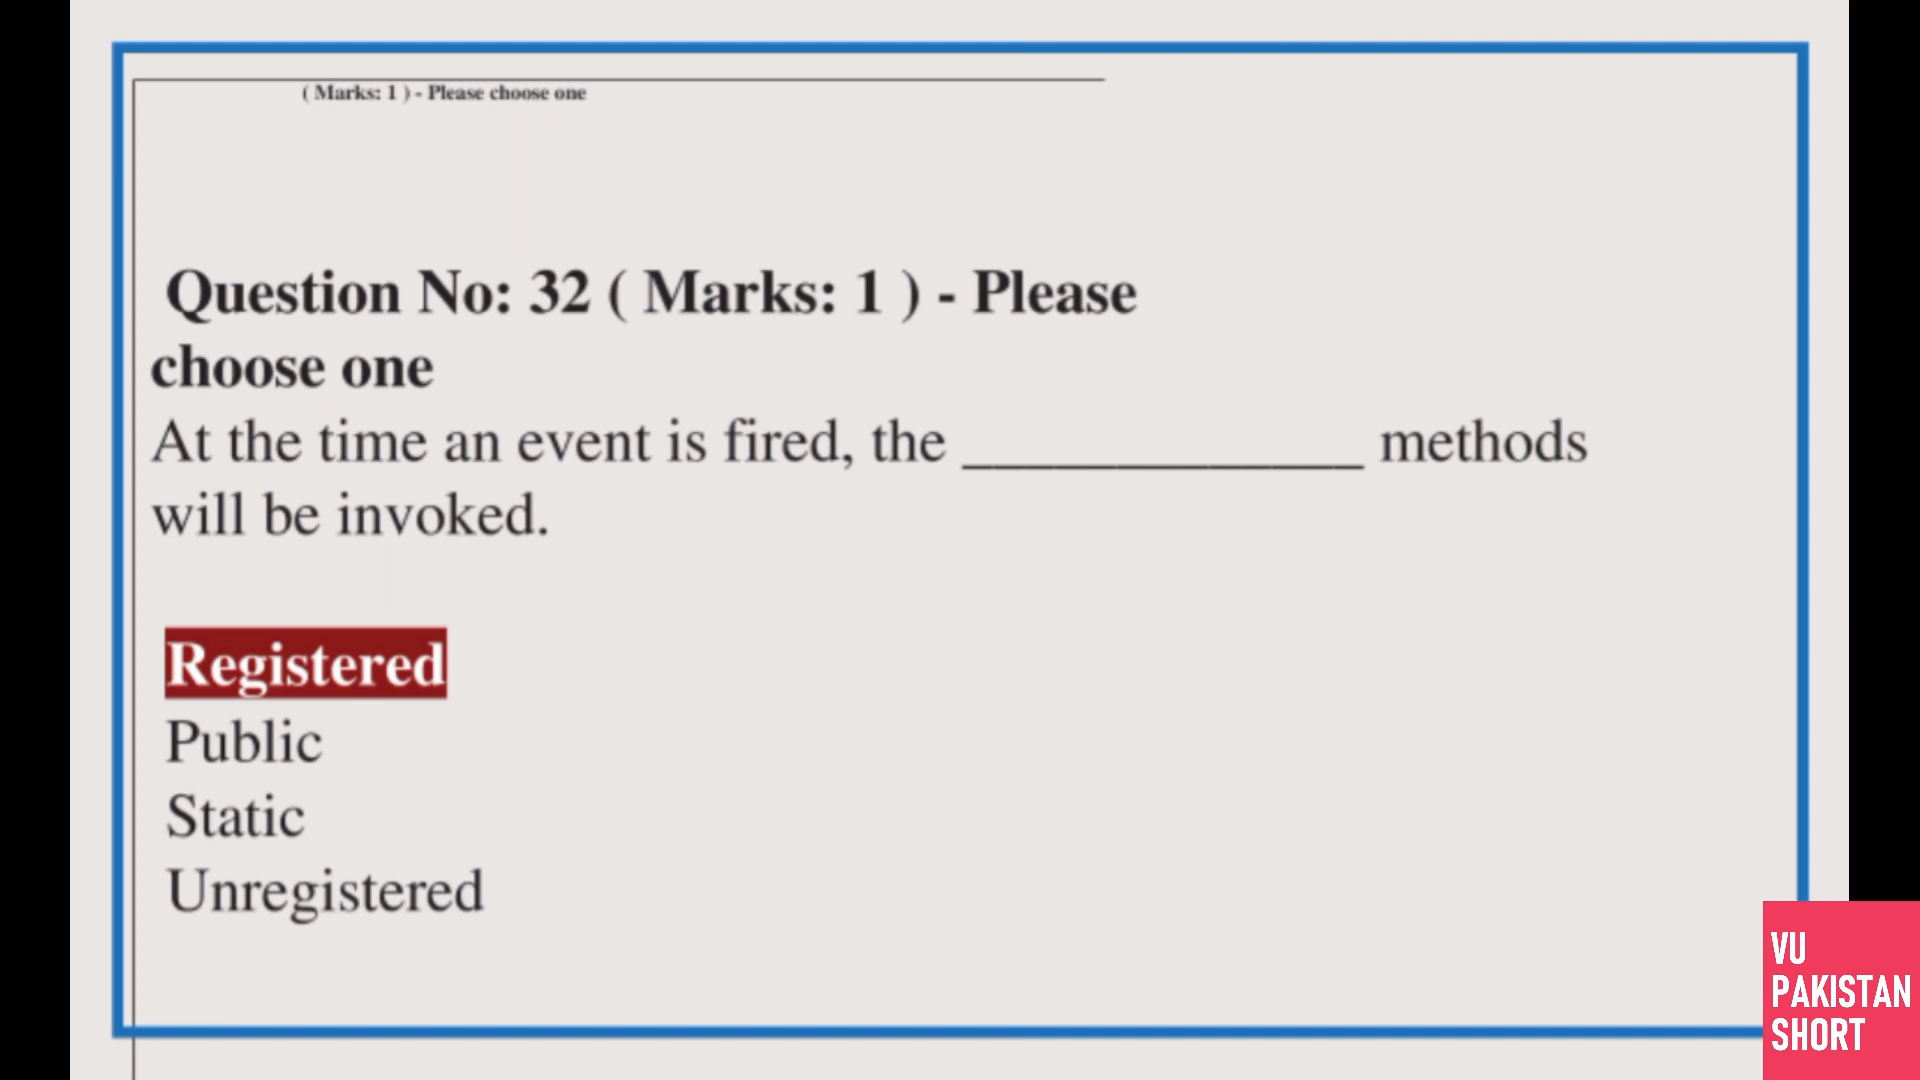 ( Marks: 1 ) - Please choose one
Question No: 32 ( Marks: 1 ) - Please
choose one
At the time an event is fired, the _____________ methods
will be invoked.
Registered
Public
Static
Unregistered
VU
PAKISTAN
SHORT